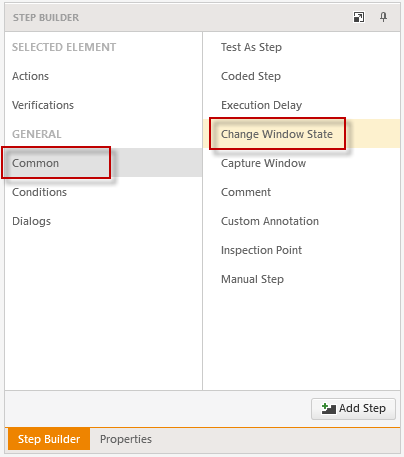 STEP BUILDER
SELECTED ELEMENT
Actions
Verifications
GENERAL
Common
Conditions
Dialogs
Test As Step
Coded Step
Execution Delay
Change Window State
Capture Window
Comment
Custom Annotation
Inspection Point
Manual Step
Add Step
Step Builder
Properties